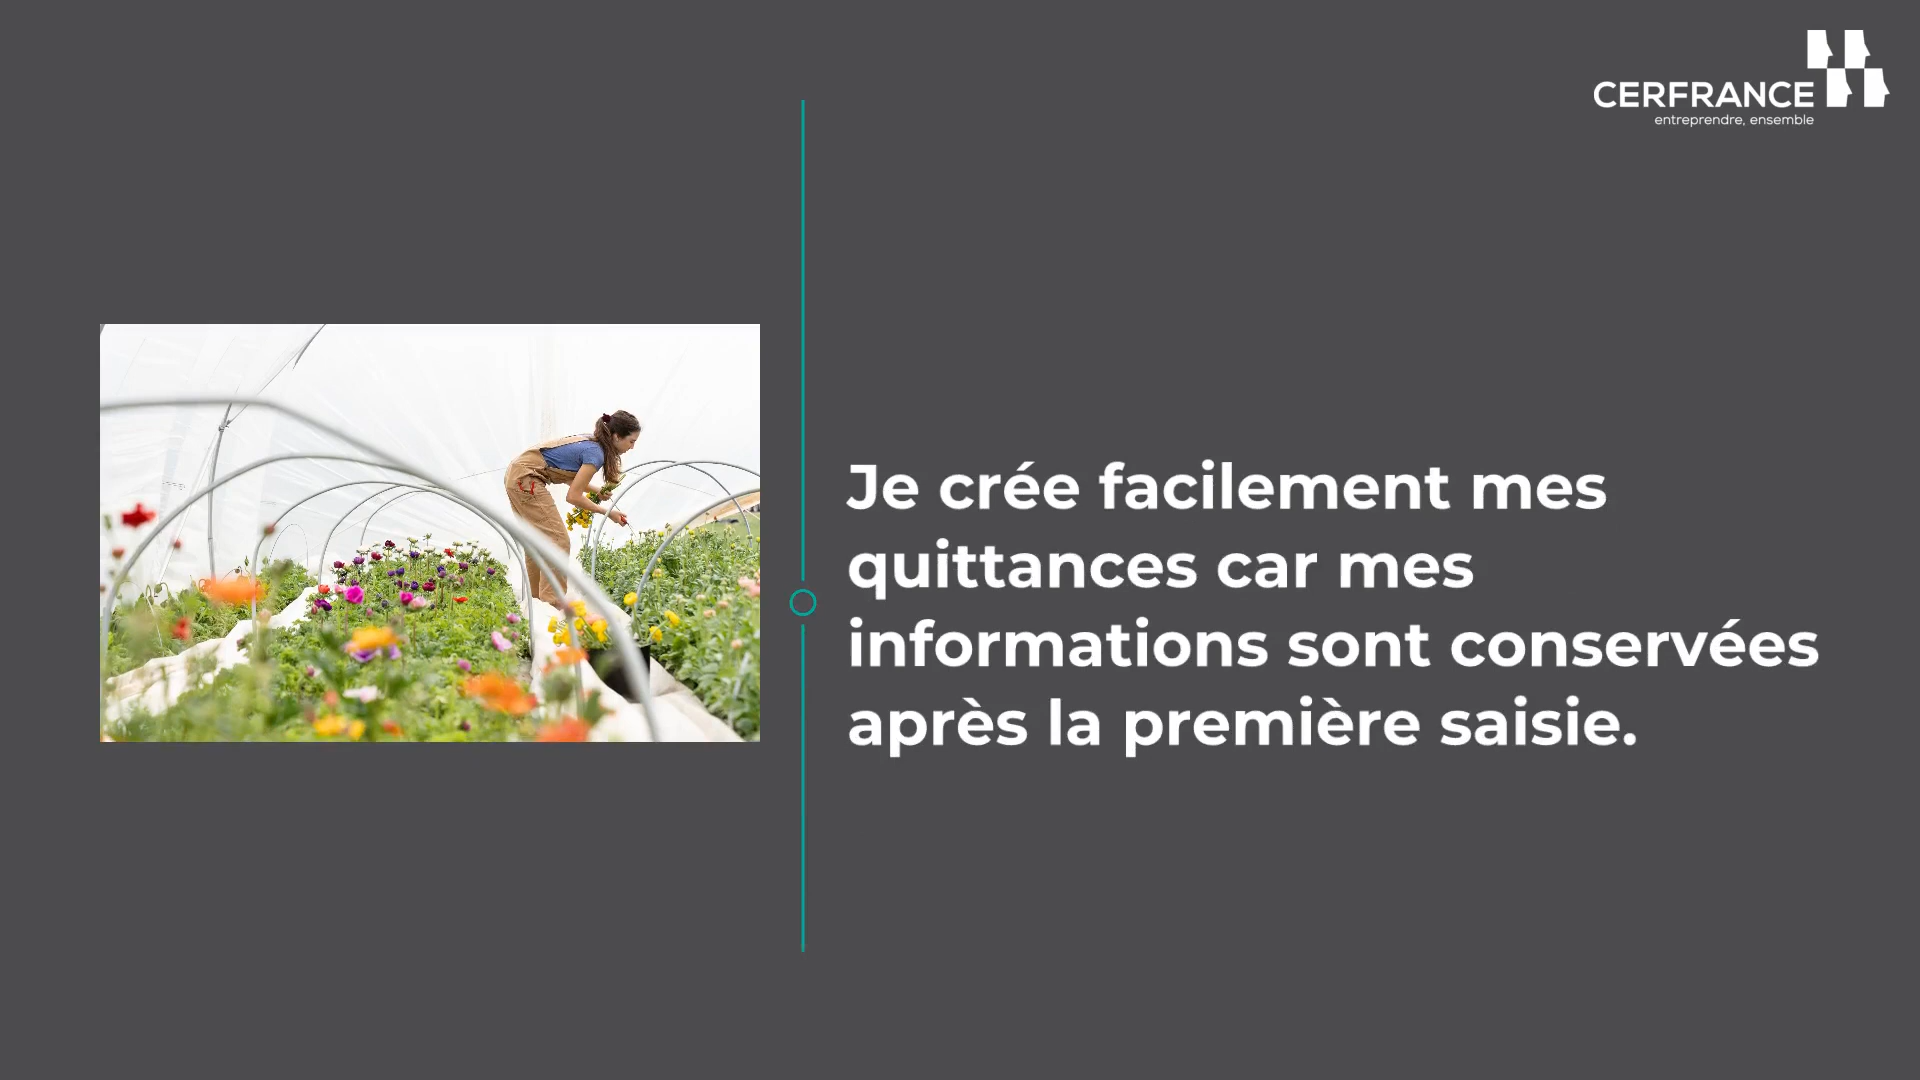 CERFRANCE
entreprendre, ensemble
Je crée facilement mes
quittances car mes
informations sont conservées
après la première saisie.